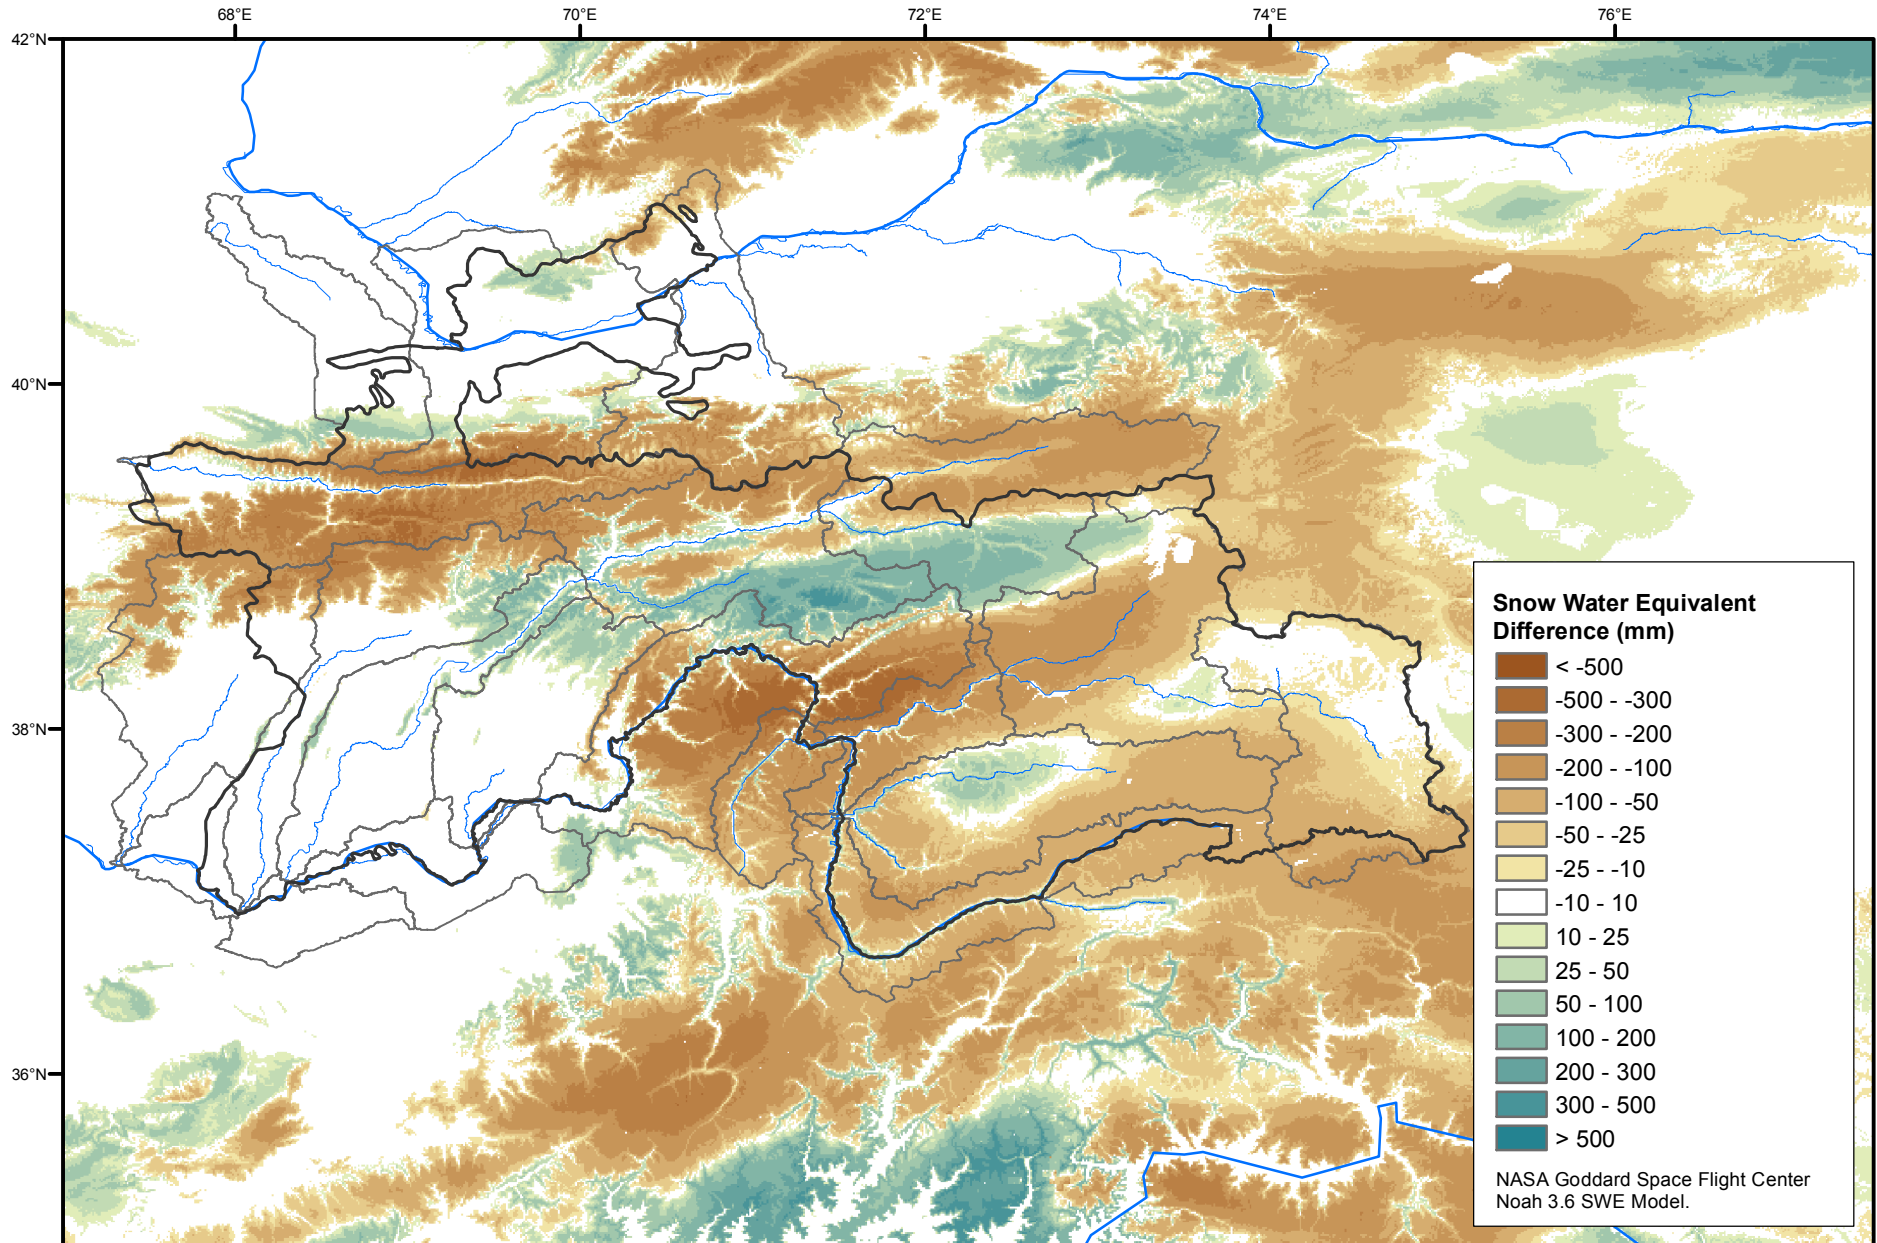 68°E
70°E
72°E
74°E
76°E
42°N
40°N
38°N
36°N
Snow Water Equivalent
Difference (mm)
< -500
-500 - -300
-300 - -200
-200 - -100
-100 - -50
-50 - -25
-25 - -10
-10 - 10
10 - 25
25 - 50
50 - 100
100 - 200
200 - 300
300 - 500
> 500
NASA Goddard Space Flight Center
Noah 3.6 SWE Model.